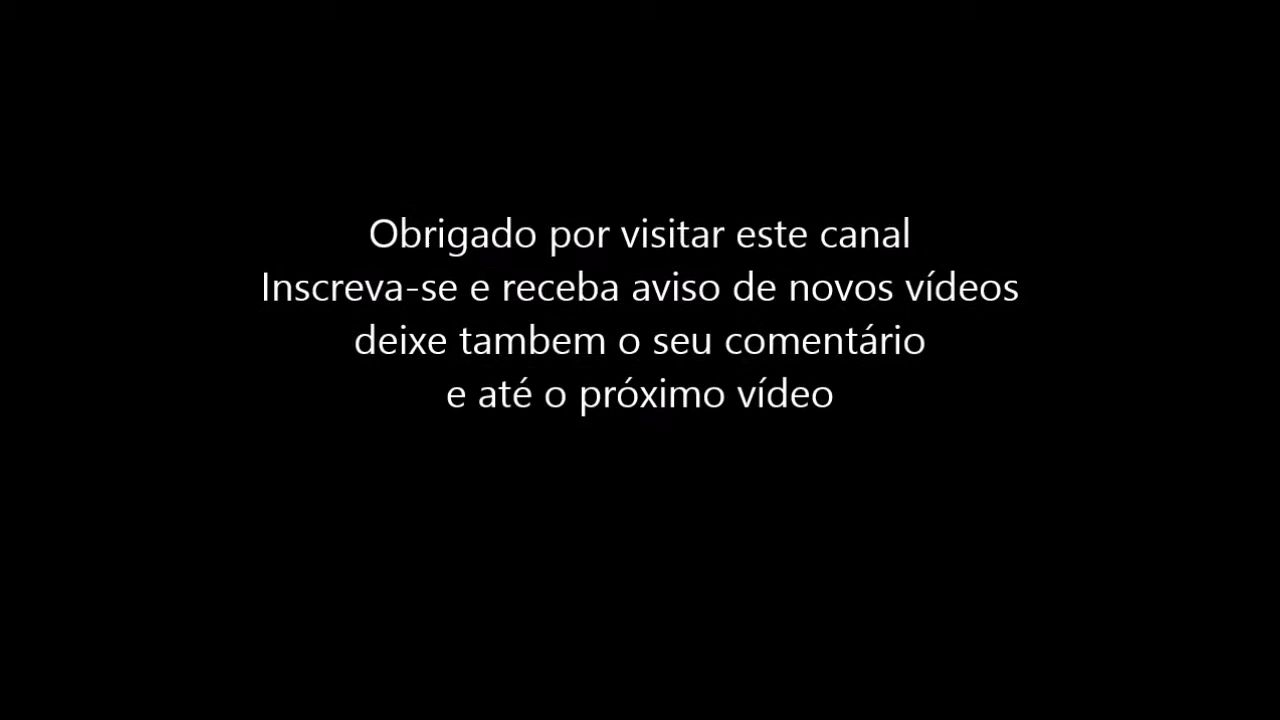 Obrigado por visitar este canal
Inscreva-se e receba aviso de novos vídeos
deixe tambem o seu comentário
e até o próximo vídeo